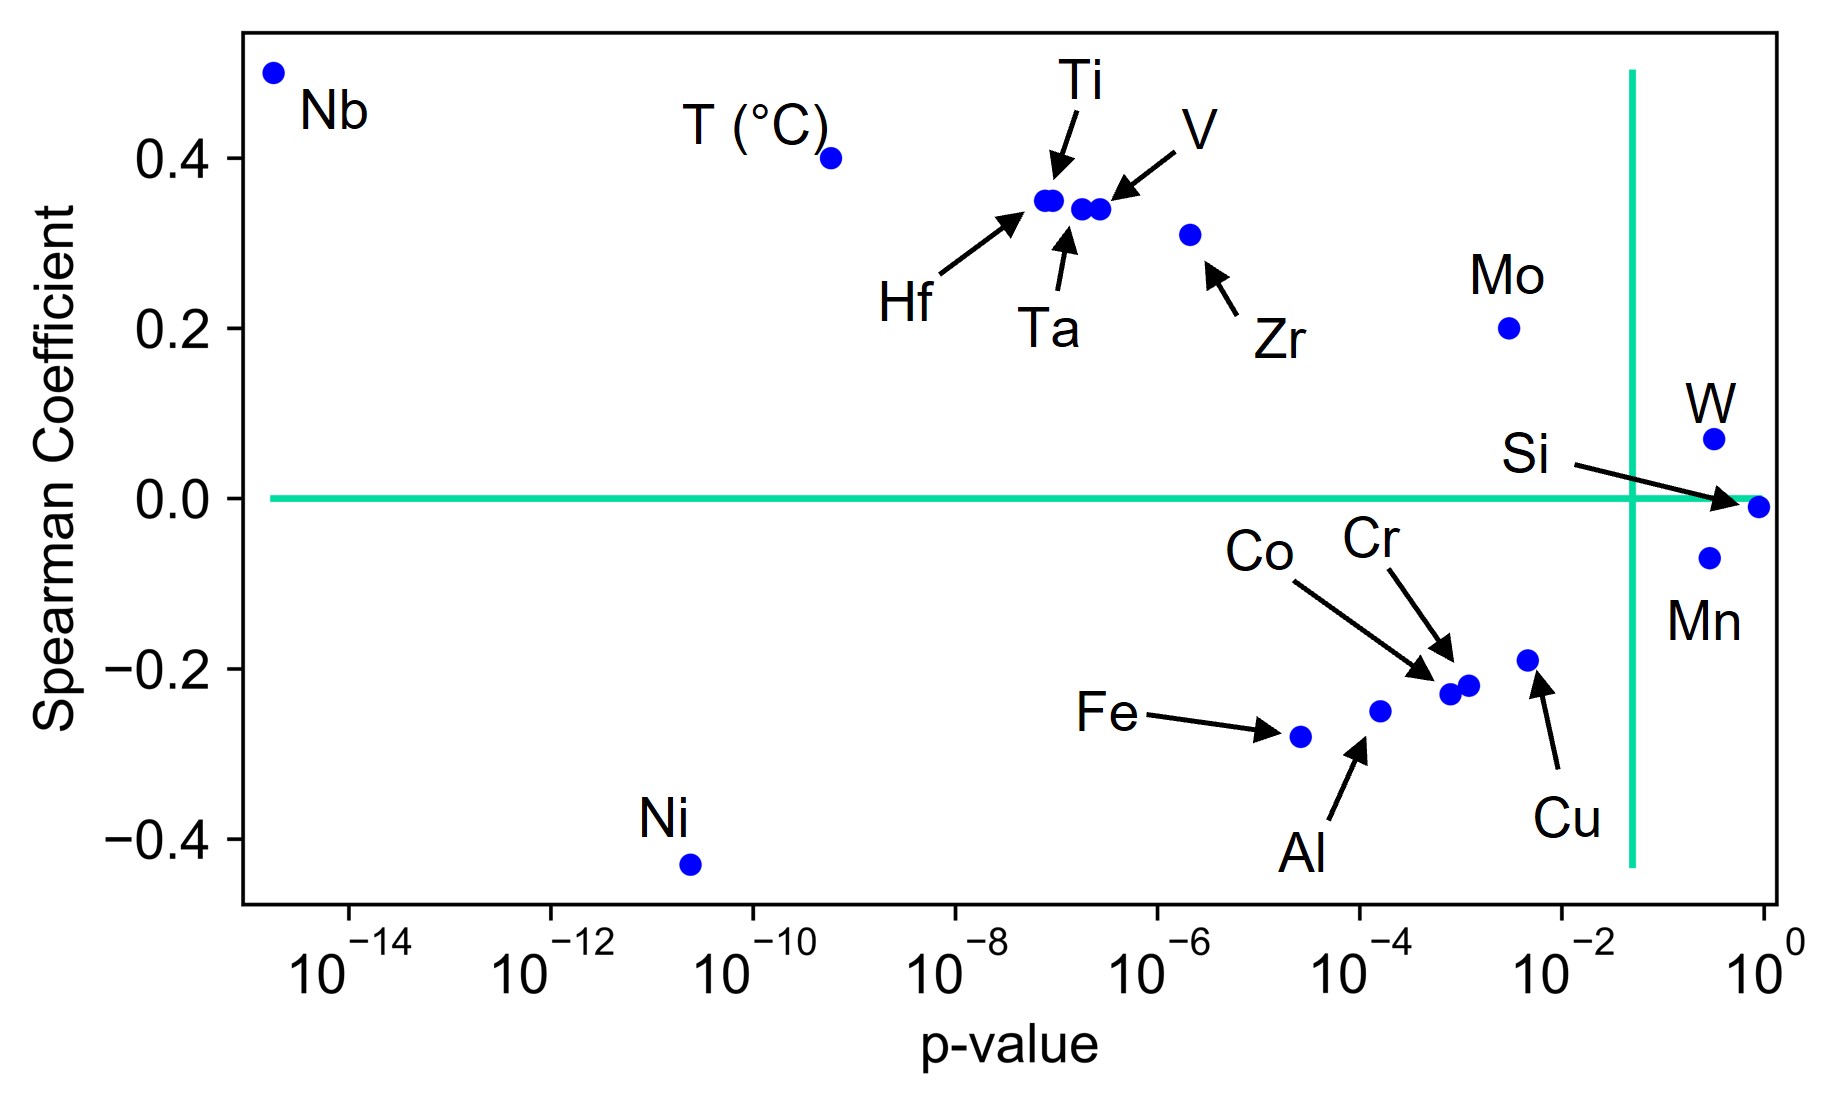 Ti
Nb
T (°C)
V
0.4
Hf
Ta
Zr
Mo
0.2
W
Si
0.0
Co
Cr
Mn
−0.2
Fe
Ni
Al
Cu
−0.4
Spearman Coefficient
10⁻¹⁴ 10⁻¹² 10⁻¹⁰ 10⁻⁸ 10⁻⁶ 10⁻⁴ 10⁻² 10⁰
p-value